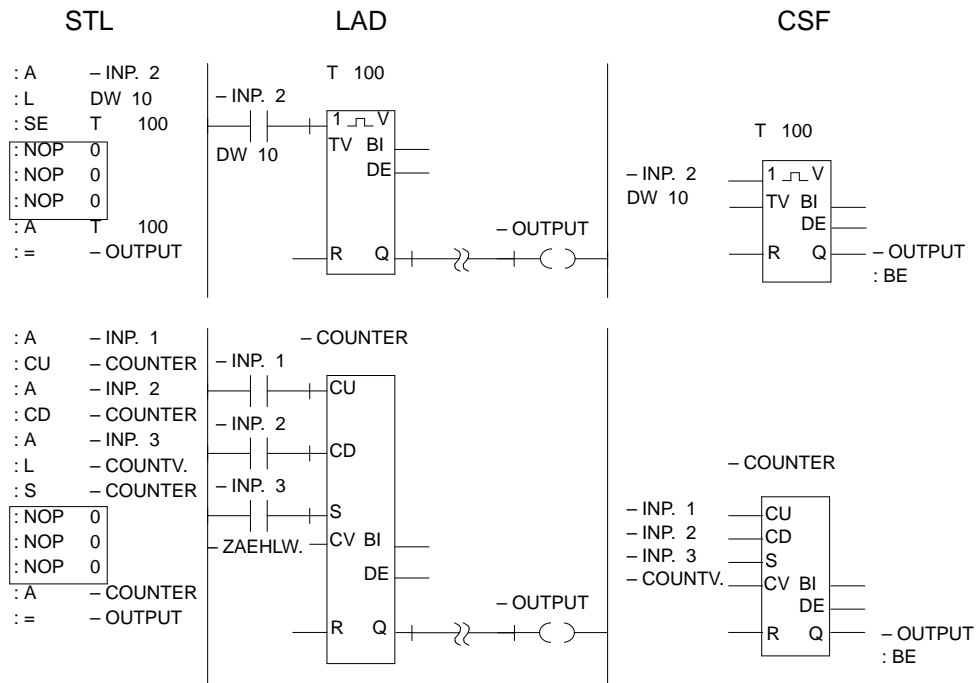 STL LAD CSF
: A – INP. 2
: L DW 10
: SE T 100
: NOP 0
: NOP 0
: NOP 0
: A T 100
: = – OUTPUT
T 100
– INP. 2
1 V
DW 10
TV BI
DE
– OUTPUT
R Q
T 100
– INP. 2
1 V
DW 10
TV BI
DE
R Q – OUTPUT
: BE
: A – INP. 1
: CU – COUNTER
: A – INP. 2
: CD – COUNTER
: A – INP. 3
: L – COUNTV.
: S – COUNTER
: NOP 0
: NOP 0
: NOP 0
: A – COUNTER
: = – OUTPUT
– COUNTER
– INP. 1
CU
– INP. 2
CD
– INP. 3
S
– ZAEHLW.
CV BI
DE
– OUTPUT
R Q
– COUNTER
– INP. 1 CU
– INP. 2 CD
– INP. 3 S
– COUNTV. CV BI
DE
R Q – OUTPUT
: BE